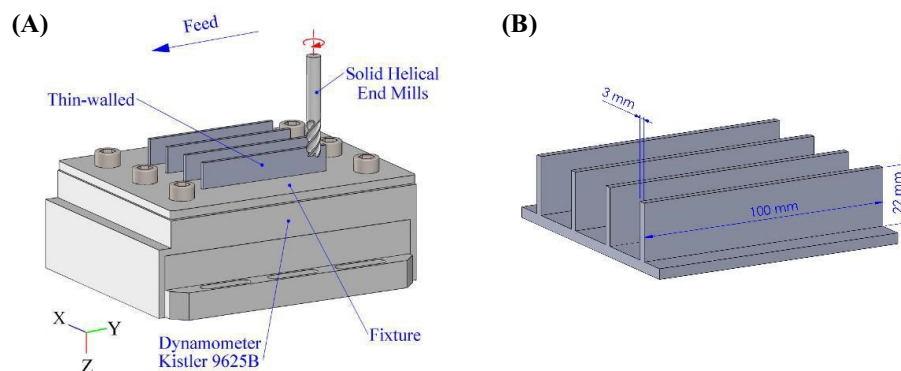 (A)
Feed
Solid Helical
End Mills
Thin-walled
X
Y
Z
Dynamometer
Kistler 9625B
Fixture
(B)
3 mm
100 mm
22 mm